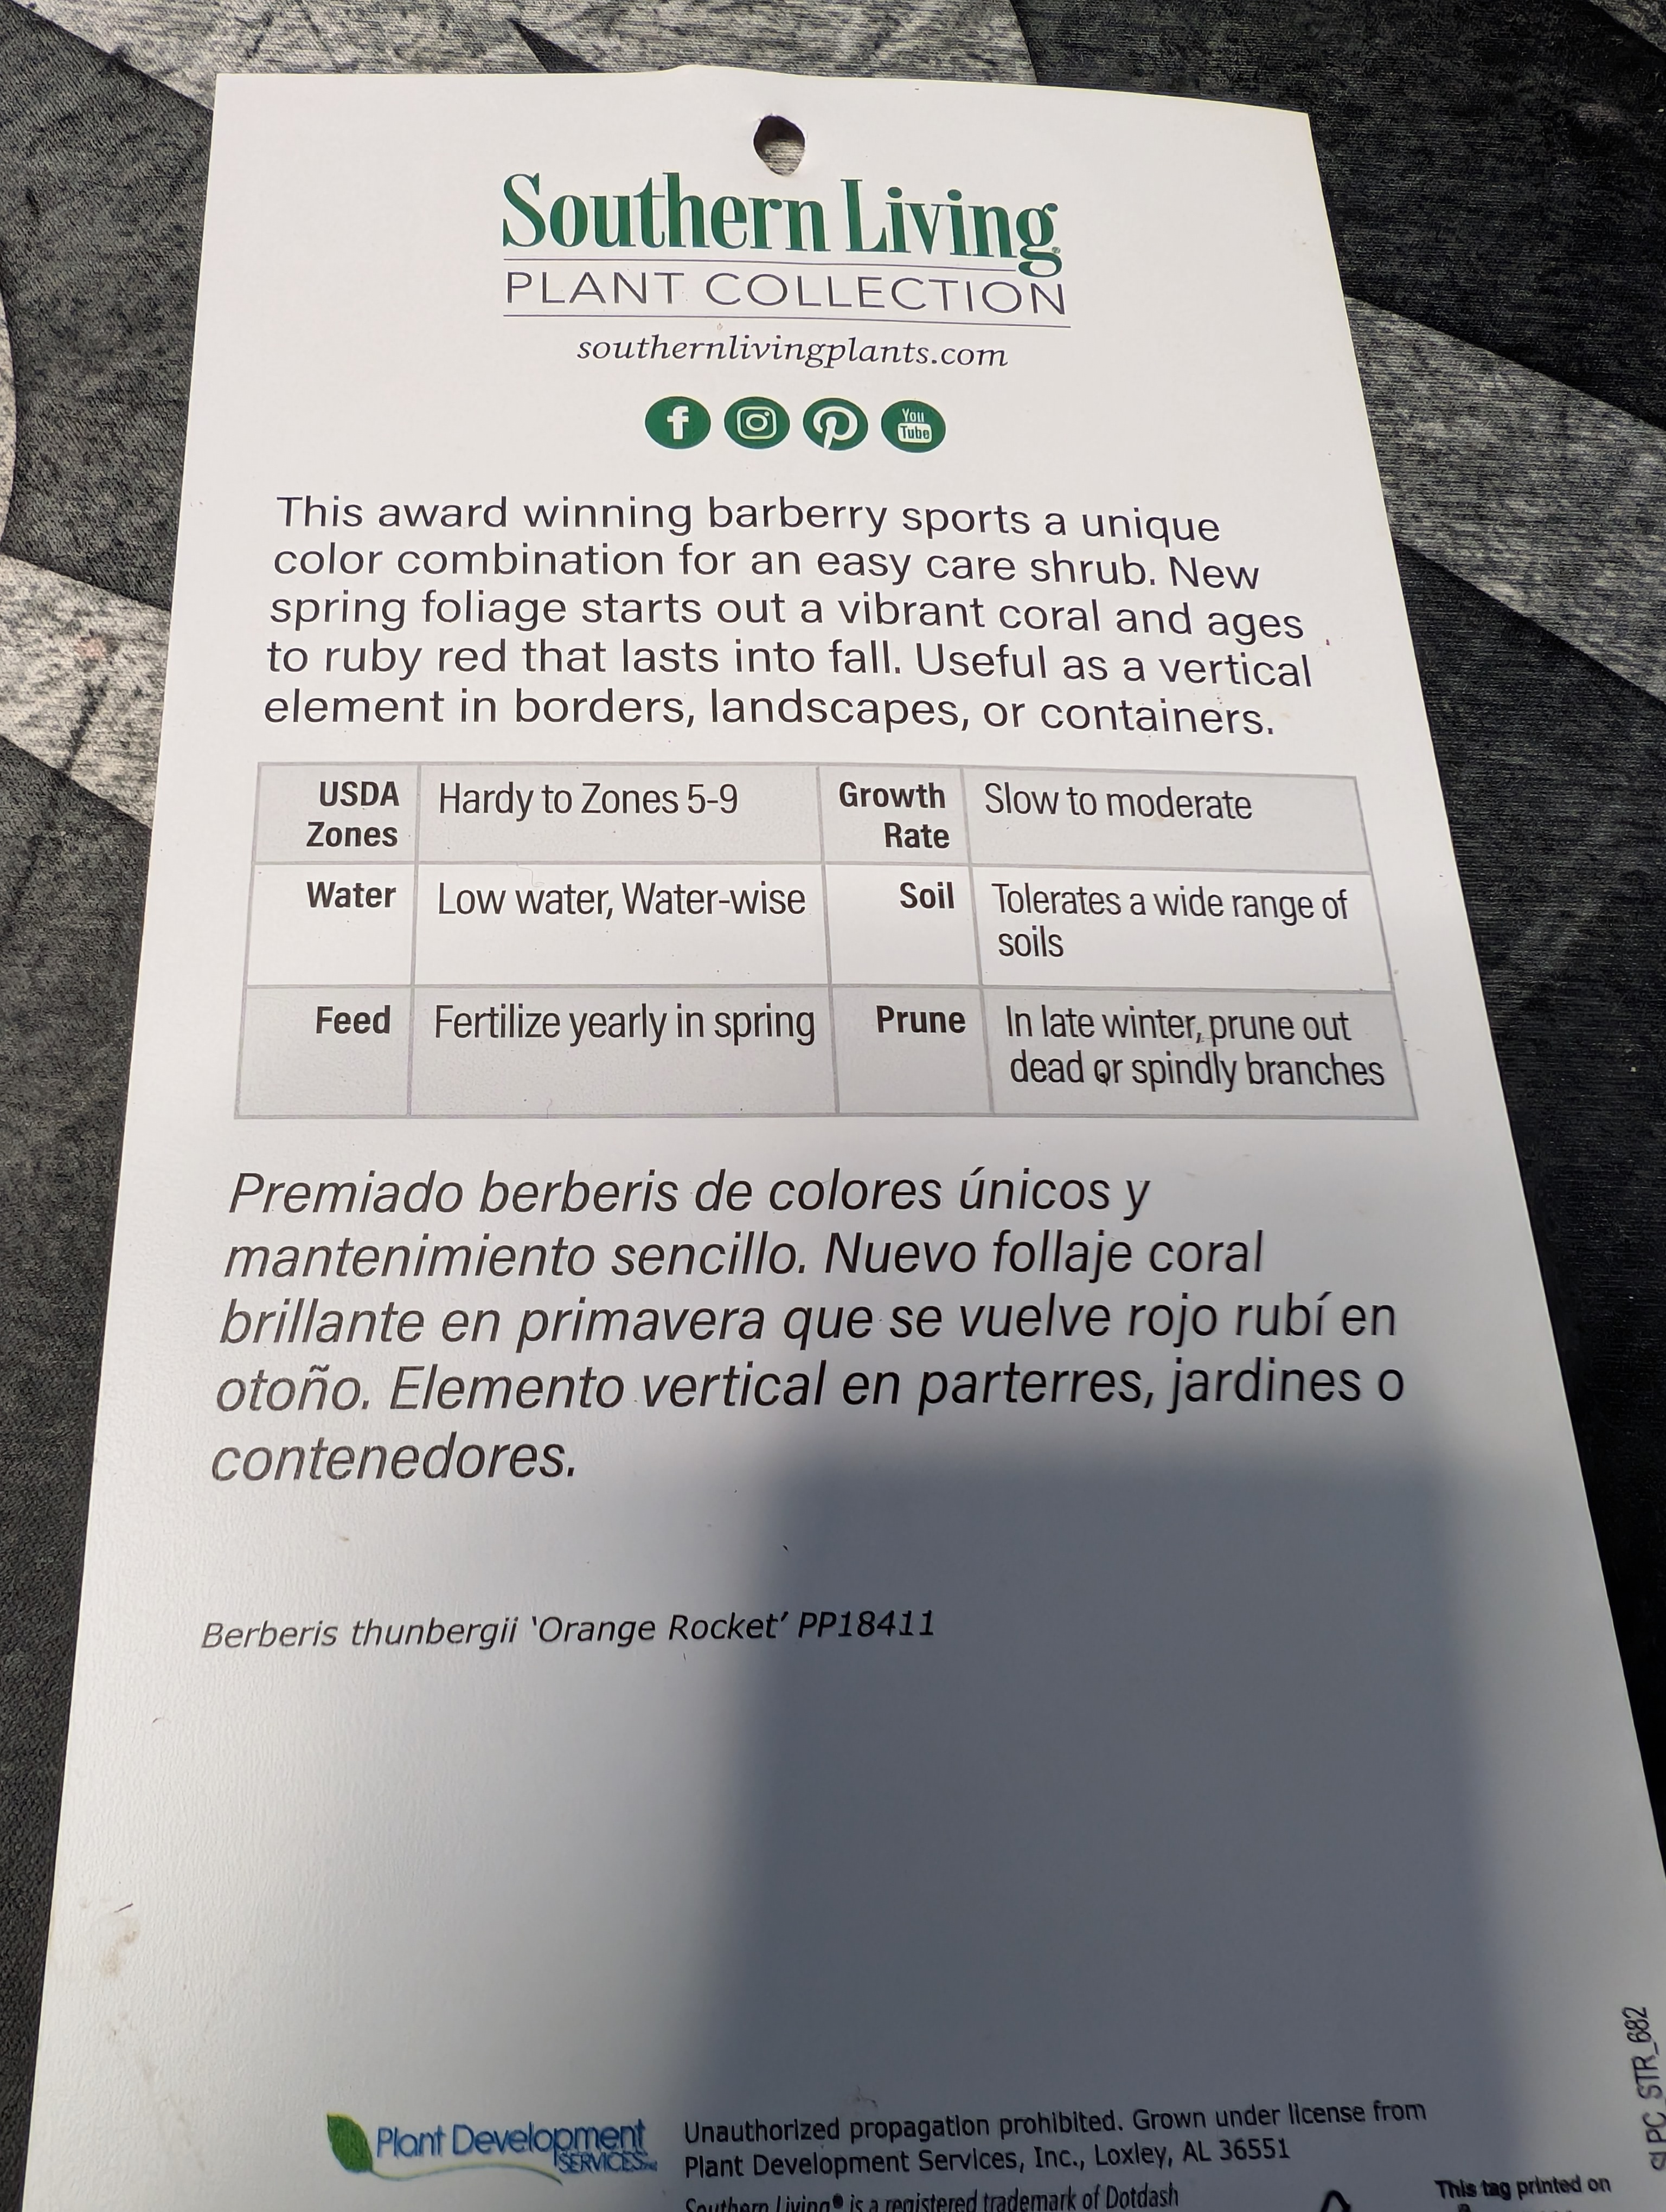 Southern Living
PLANT COLLECTION
southernlivingplants.com
f You
Tube
This award winning barberry sports a unique
color combination for an easy care shrub. New
spring foliage starts out a vibrant coral and ages
to ruby red that lasts into fall. Useful as a vertical
element in borders, landscapes, or containers.
USDA Zones Hardy to Zones 5-9 Growth Rate Slow to moderate
Water Low water, Water-wise Soil Tolerates a wide range of
soils
Feed Fertilize yearly in spring Prune In late winter, prune out
dead or spindly branches
Premiado berberis de colores únicos y
mantenimiento sencillo. Nuevo follaje coral
brillante en primavera que se vuelve rojo rubí en
otoño. Elemento vertical en parterres, jardines o
contenedores.
Berberis thunbergii ‘Orange Rocket’ PP18411
Plant Development
SERVICES
Unauthorized propagation prohibited. Grown under license from
Plant Development Services, Inc., Loxley, AL 36551
Southern Living® is a registered trademark of Dotdash
This tag printed on
PC_STR_682